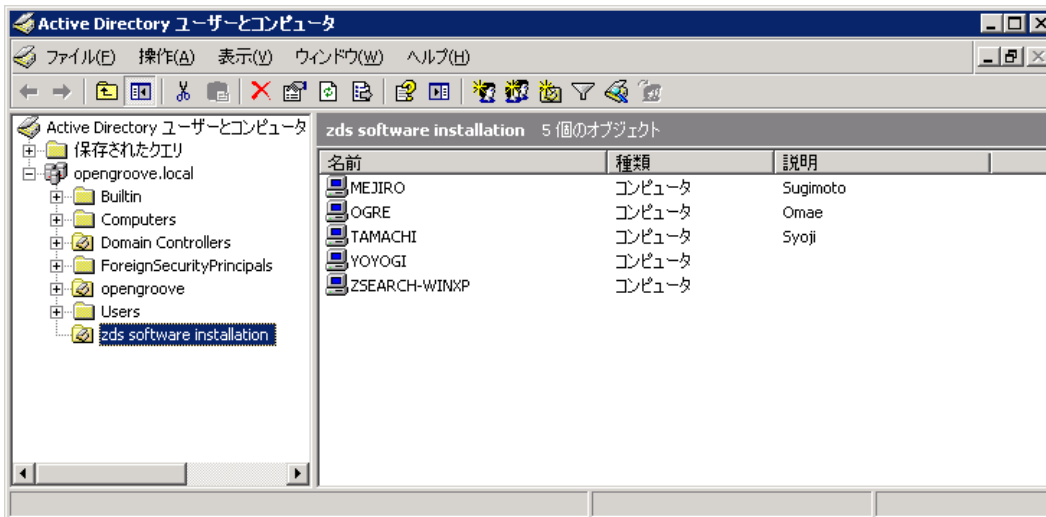 Active Directory ユーザーとコンピュータ
ファイル(F) 操作(A) 表示(V) ウィンドウ(W) ヘルプ(H)
Active Directory ユーザーとコンピュータ
保存されたクエリ
opengroove.local
Builtin
Computers
Domain Controllers
ForeignSecurityPrincipals
opengroove
Users
zds software installation
zds software installation 5 個のオブジェクト
名前 種類 説明
MEJIRO コンピュータ Sugimoto
OGRE コンピュータ Omae
TAMACHI コンピュータ Syoji
YOYOGI コンピュータ
ZSEARCH-WINXP コンピュータ